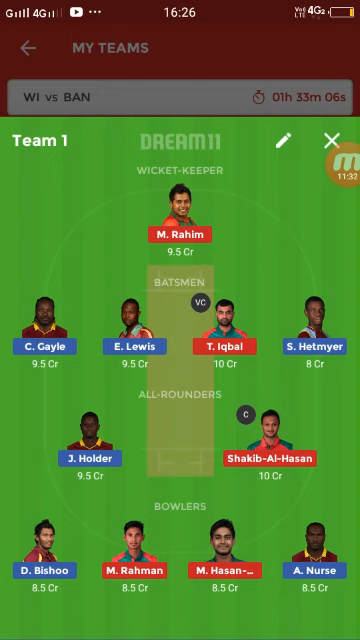 16:26
4G
VoLTE 4G2
MY TEAMS
WI vs BAN 01h 33m 06s
Team 1 DREAM11
11:32
WICKET-KEEPER
M. Rahim
9.5 Cr
BATSMEN
VC
C. Gayle E. Lewis T. Iqbal S. Hetmyer
9.5 Cr 9.5 Cr 10 Cr 8 Cr
ALL-ROUNDERS
C
J. Holder Shakib-Al-Hasan
9.5 Cr 10 Cr
BOWLERS
D. Bishoo M. Rahman M. Hasan-... A. Nurse
8.5 Cr 8.5 Cr 8.5 Cr 8.5 Cr